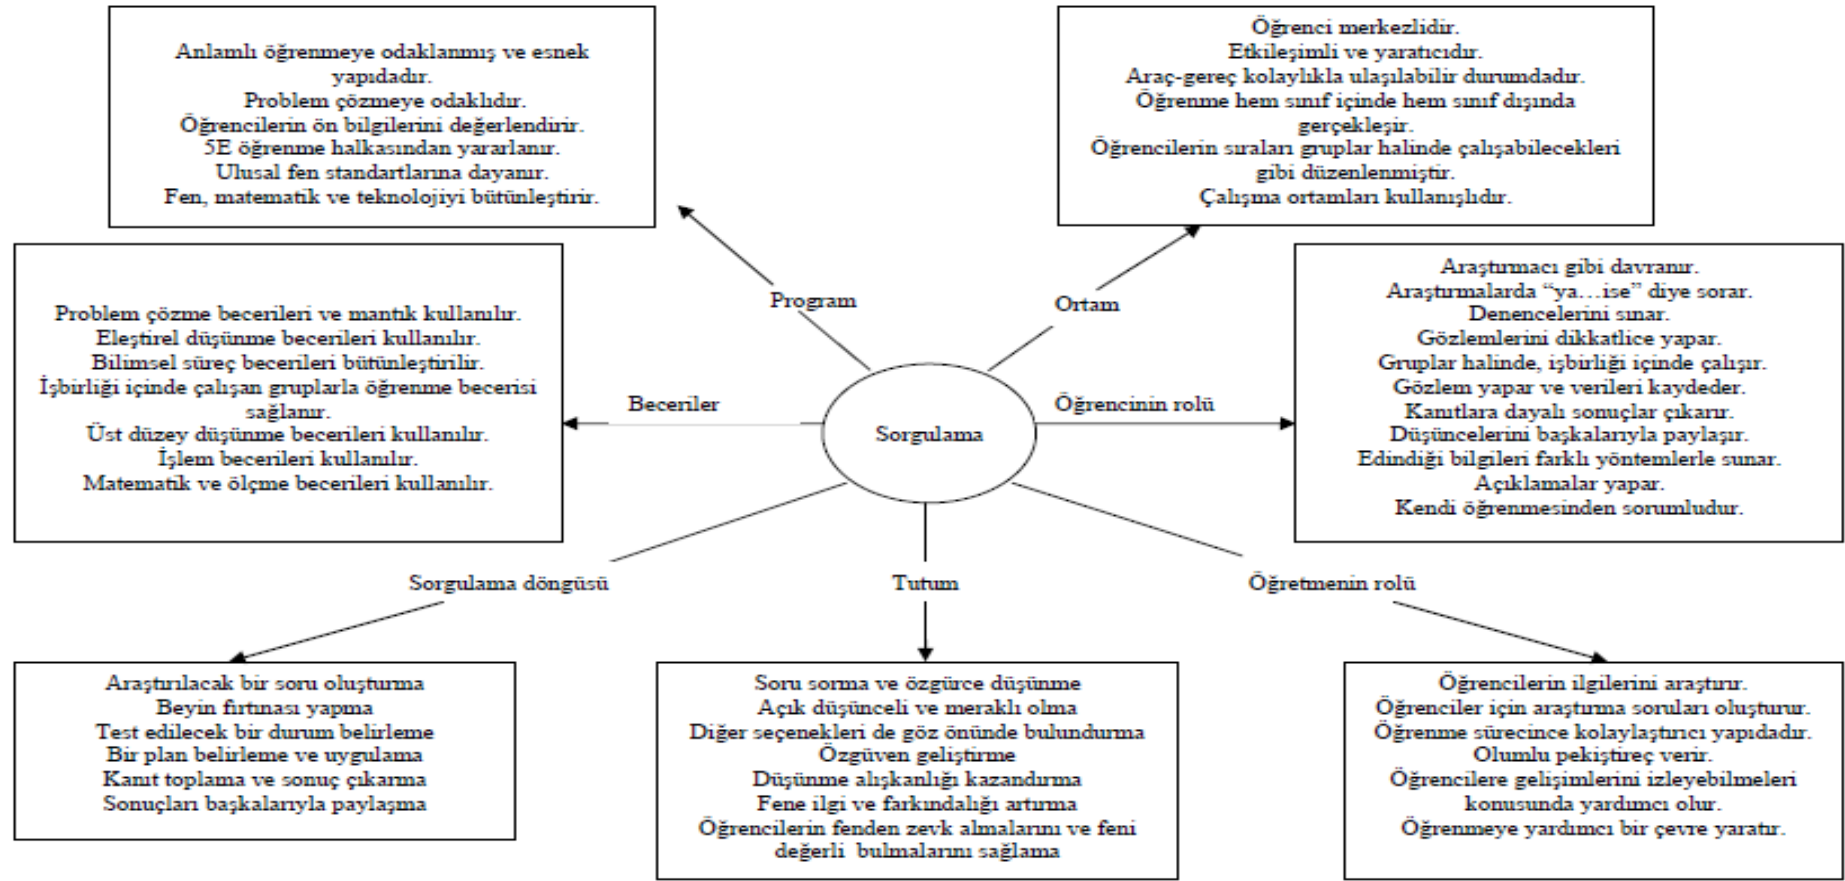 Anlamlı öğrenmeye odaklanmış ve esnek
yapıdadır.
Problem çözmeye odaklıdır.
Öğrencilerin ön bilgilerini değerlendirir.
5E öğrenme halkasından yararlanır.
Ulusal fen standartlarına dayanır.
Fen, matematik ve teknolojiyi bütünleştirir.
Öğrenci merkezlidir.
Etkileşimli ve yaratıcıdır.
Araç-gereç kolaylıkla ulaşılabilir durumdadır.
Öğrenme hem sınıf içinde hem sınıf dışında
gerçekleşir.
Öğrencilerin sıraları gruplar halinde çalışabilecekleri
gibi düzenlenmiştir.
Çalışma ortamları kullanışlıdır.
Program
Ortam
Problem çözme becerileri ve mantık kullanılır.
Eleştirel düşünme becerileri kullanılır.
Bilimsel süreç becerileri bütünleştirilir.
İşbirliği içinde çalışan gruplarla öğrenme becerisi
sağlanır.
Üst düzey düşünme becerileri kullanılır.
İşlem becerileri kullanılır.
Matematik ve ölçme becerileri kullanılır.
Beceriler
Sorgulama
Öğrencinin rolü
Araştırmacı gibi davranır.
Araştırmalarda “ya…ise” diye sorar.
Denencelerini sınar.
Gözlemlerini dikkatlice yapar.
Gruplar halinde, işbirliği içinde çalışır.
Gözlem yapar ve verileri kaydeder.
Kanıtlara dayalı sonuçlar çıkarır.
Düşüncelerini başkalarıyla paylaşır.
Edindiği bilgileri farklı yöntemlerle sunar.
Açıklamalar yapar.
Kendi öğrenmesinden sorumludur.
Sorgulama döngüsü
Tutum
Öğretmenin rolü
Araştırılacak bir soru oluşturma
Beyin fırtınası yapma
Test edilecek bir durum belirleme
Bir plan belirleme ve uygulama
Kanıt toplama ve sonuç çıkarma
Sonuçları başkalarıyla paylaşma
Soru sorma ve özgürce düşünme
Açık düşünceli ve meraklı olma
Diğer seçenekleri de göz önünde bulundurma
Özgüven geliştirme
Düşünme alışkanlığı kazandırma
Fene ilgi ve farkındalığı artırma
Öğrencilerin fenden zevk almalarını ve feni
değerli bulmalarını sağlama
Öğrencilerin ilgilerini araştırır.
Öğrenciler için araştırma soruları oluşturur.
Öğrenme sürecince kolaylaştırıcı yapıdadır.
Olumlu pekiştireç verir.
Öğrencilere gelişimlerini izleyebilmeleri
konusunda yardımcı olur.
Öğrenmeye yardımcı bir çevre yaratır.